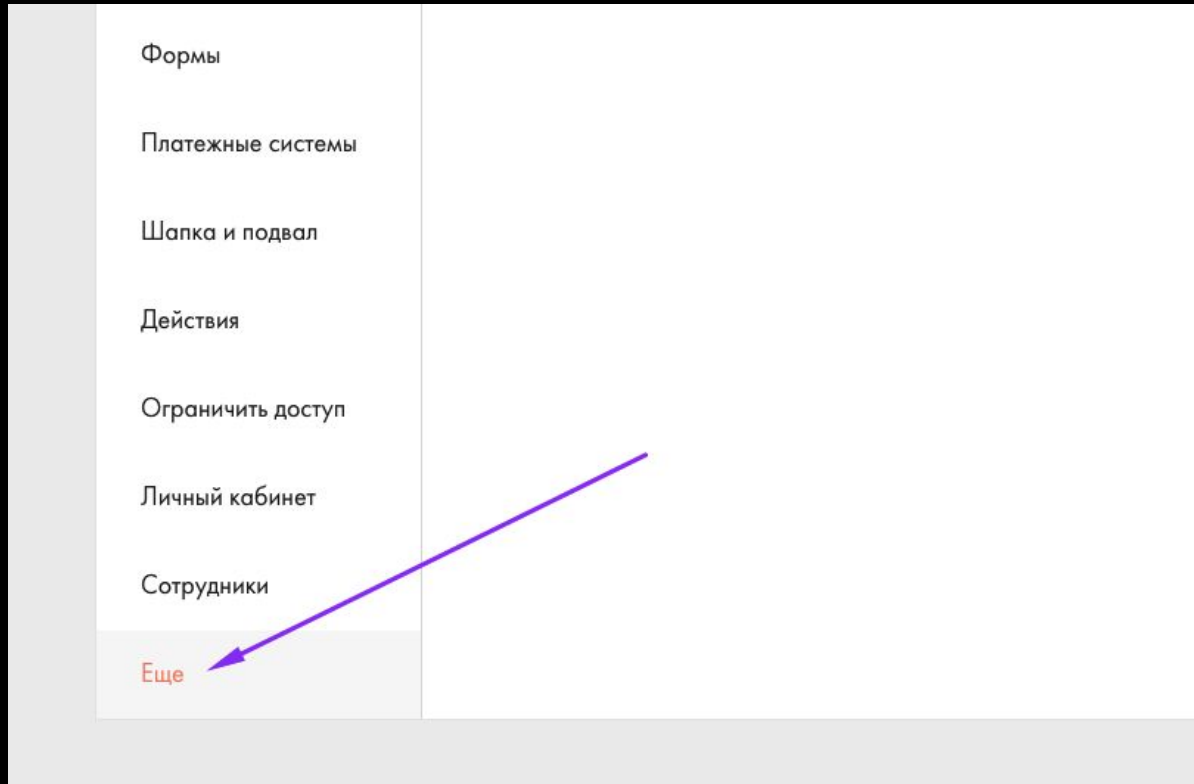 Формы
Платежные системы
Шапка и подвал
Действия
Ограничить доступ
Личный кабинет
Сотрудники
Еще